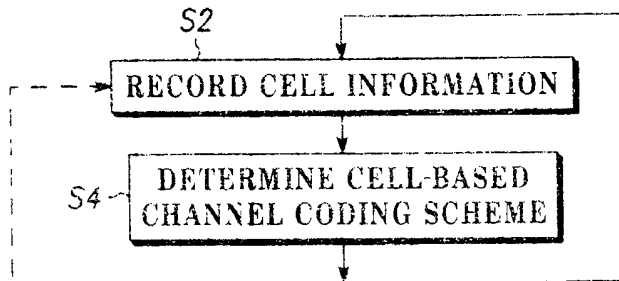 S2
RECORD CELL INFORMATION
S4
DETERMINE CELL-BASED
CHANNEL CODING SCHEME